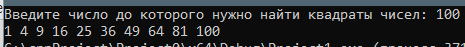 Введите число до которого нужно найти квадраты чисел: 100
1 4 9 16 25 36 49 64 81 100